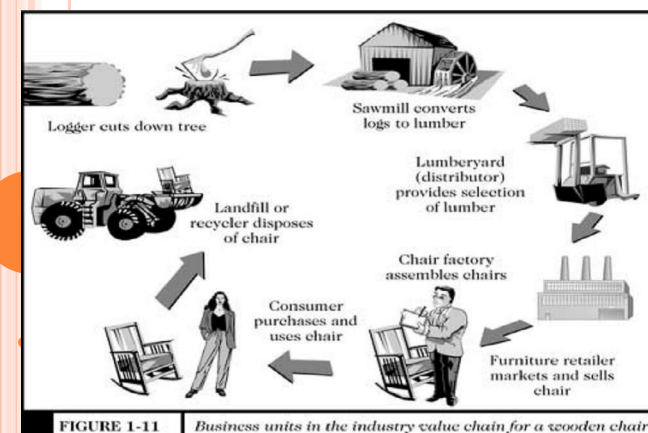 Logger cuts down tree
Sawmill converts
logs to lumber
Lumberyard
(distributor)
provides selection
of lumber
Chair factory
assembles chairs
Furniture retailer
markets and sells
chair
Consumer
purchases and
uses chair
Landfill or
recycler disposes
of chair
FIGURE 1-11
Business units in the industry value chain for a wooden chair